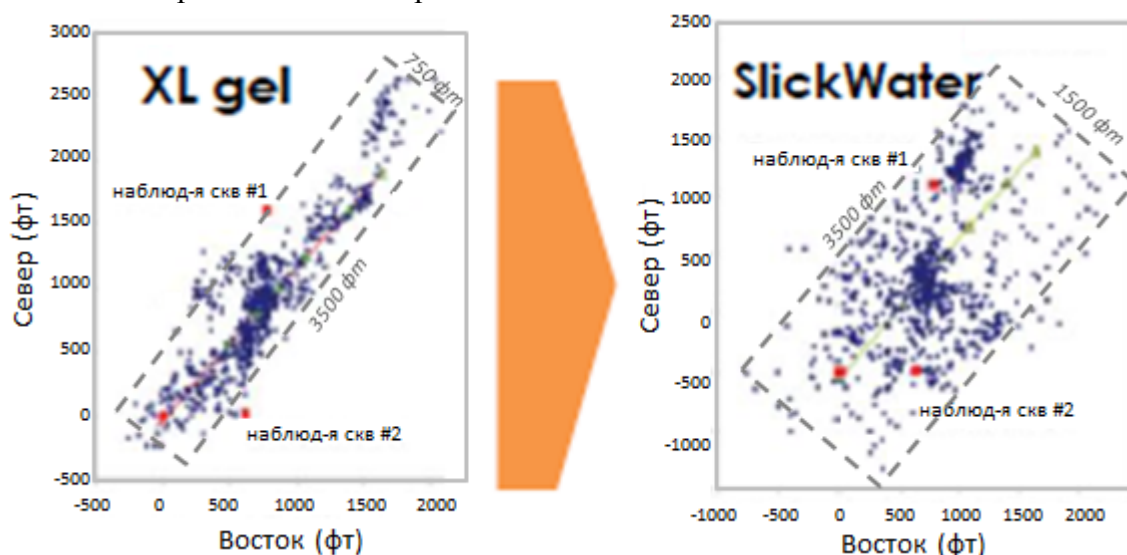 XL gel
3000
2500
2000
1500
1000
500
0
-500
-500
0
500
1000
1500
2000
Север (фт)
Восток (фт)
750 фт
3500 фт
наблюд-я скв #1
наблюд-я скв #2
SlickWater
2500
2000
1500
1000
500
0
-500
-1000
-1000
-500
0
500
1000
1500
2000
Север (фт)
Восток (фт)
1500 фт
3500 фт
наблюд-я скв #1
наблюд-я скв #2